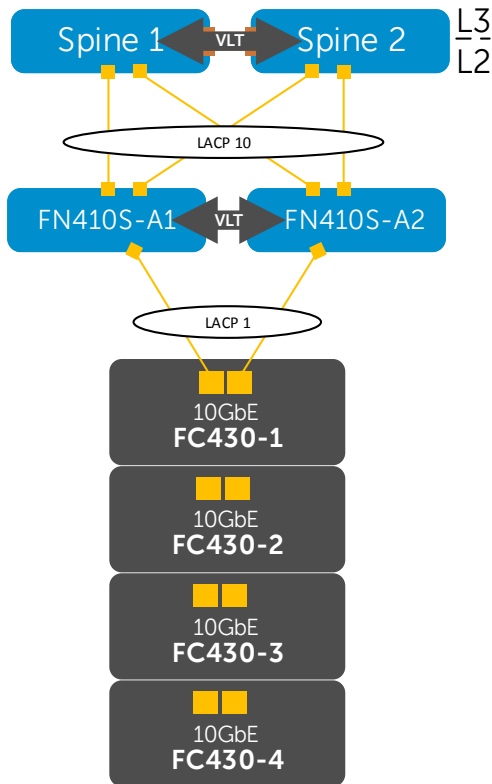 Spine 1
VLT
Spine 2
L3
L2
LACP 10
FN410S-A1
VLT
FN410S-A2
LACP 1
10GbE
FC430-1
10GbE
FC430-2
10GbE
FC430-3
10GbE
FC430-4